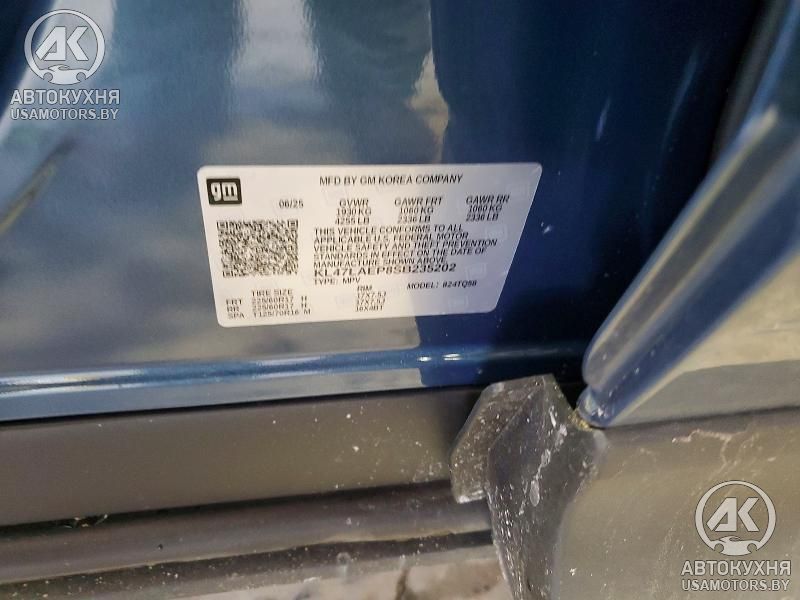 AK
АВТОКУХНЯ
USAMOTORS.BY
gm
MFD BY GM KOREA COMPANY
06/25 GVWR GAWR FRT GAWR RR
1930 KG 1060 KG 1060 KG
4255 LB 2336 LB 2336 LB
THIS VEHICLE CONFORMS TO ALL
APPLICABLE U.S. FEDERAL MOTOR
VEHICLE SAFETY AND THEFT PREVENTION
STANDARDS IN EFFECT ON THE DATE OF
MANUFACTURE SHOWN ABOVE.
KL47LAEP8SB235202
TYPE: MPV MODEL: 824TQ58
TIRE SIZE RIM
FRT 225/60R17 H 17X7.5J
RR 225/60R17 H 17X7.5J
SPA T125/70R16 M 16X4BT
AK
АВТОКУХНЯ
USAMOTORS.BY